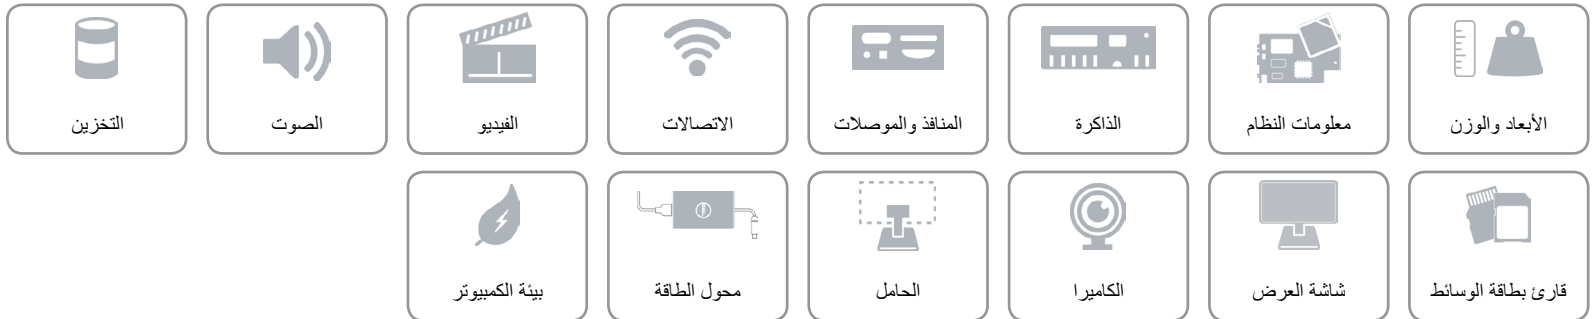 الأبعاد والوزن
معلومات النظام
الذاكرة
المنافذ والموصلات
الاتصالات
الفيديو
الصوت
التخزين
قارئ بطاقة الوسائط
شاشة العرض
الكاميرا
الحامل
محول الطاقة
بيئة الكمبيوتر